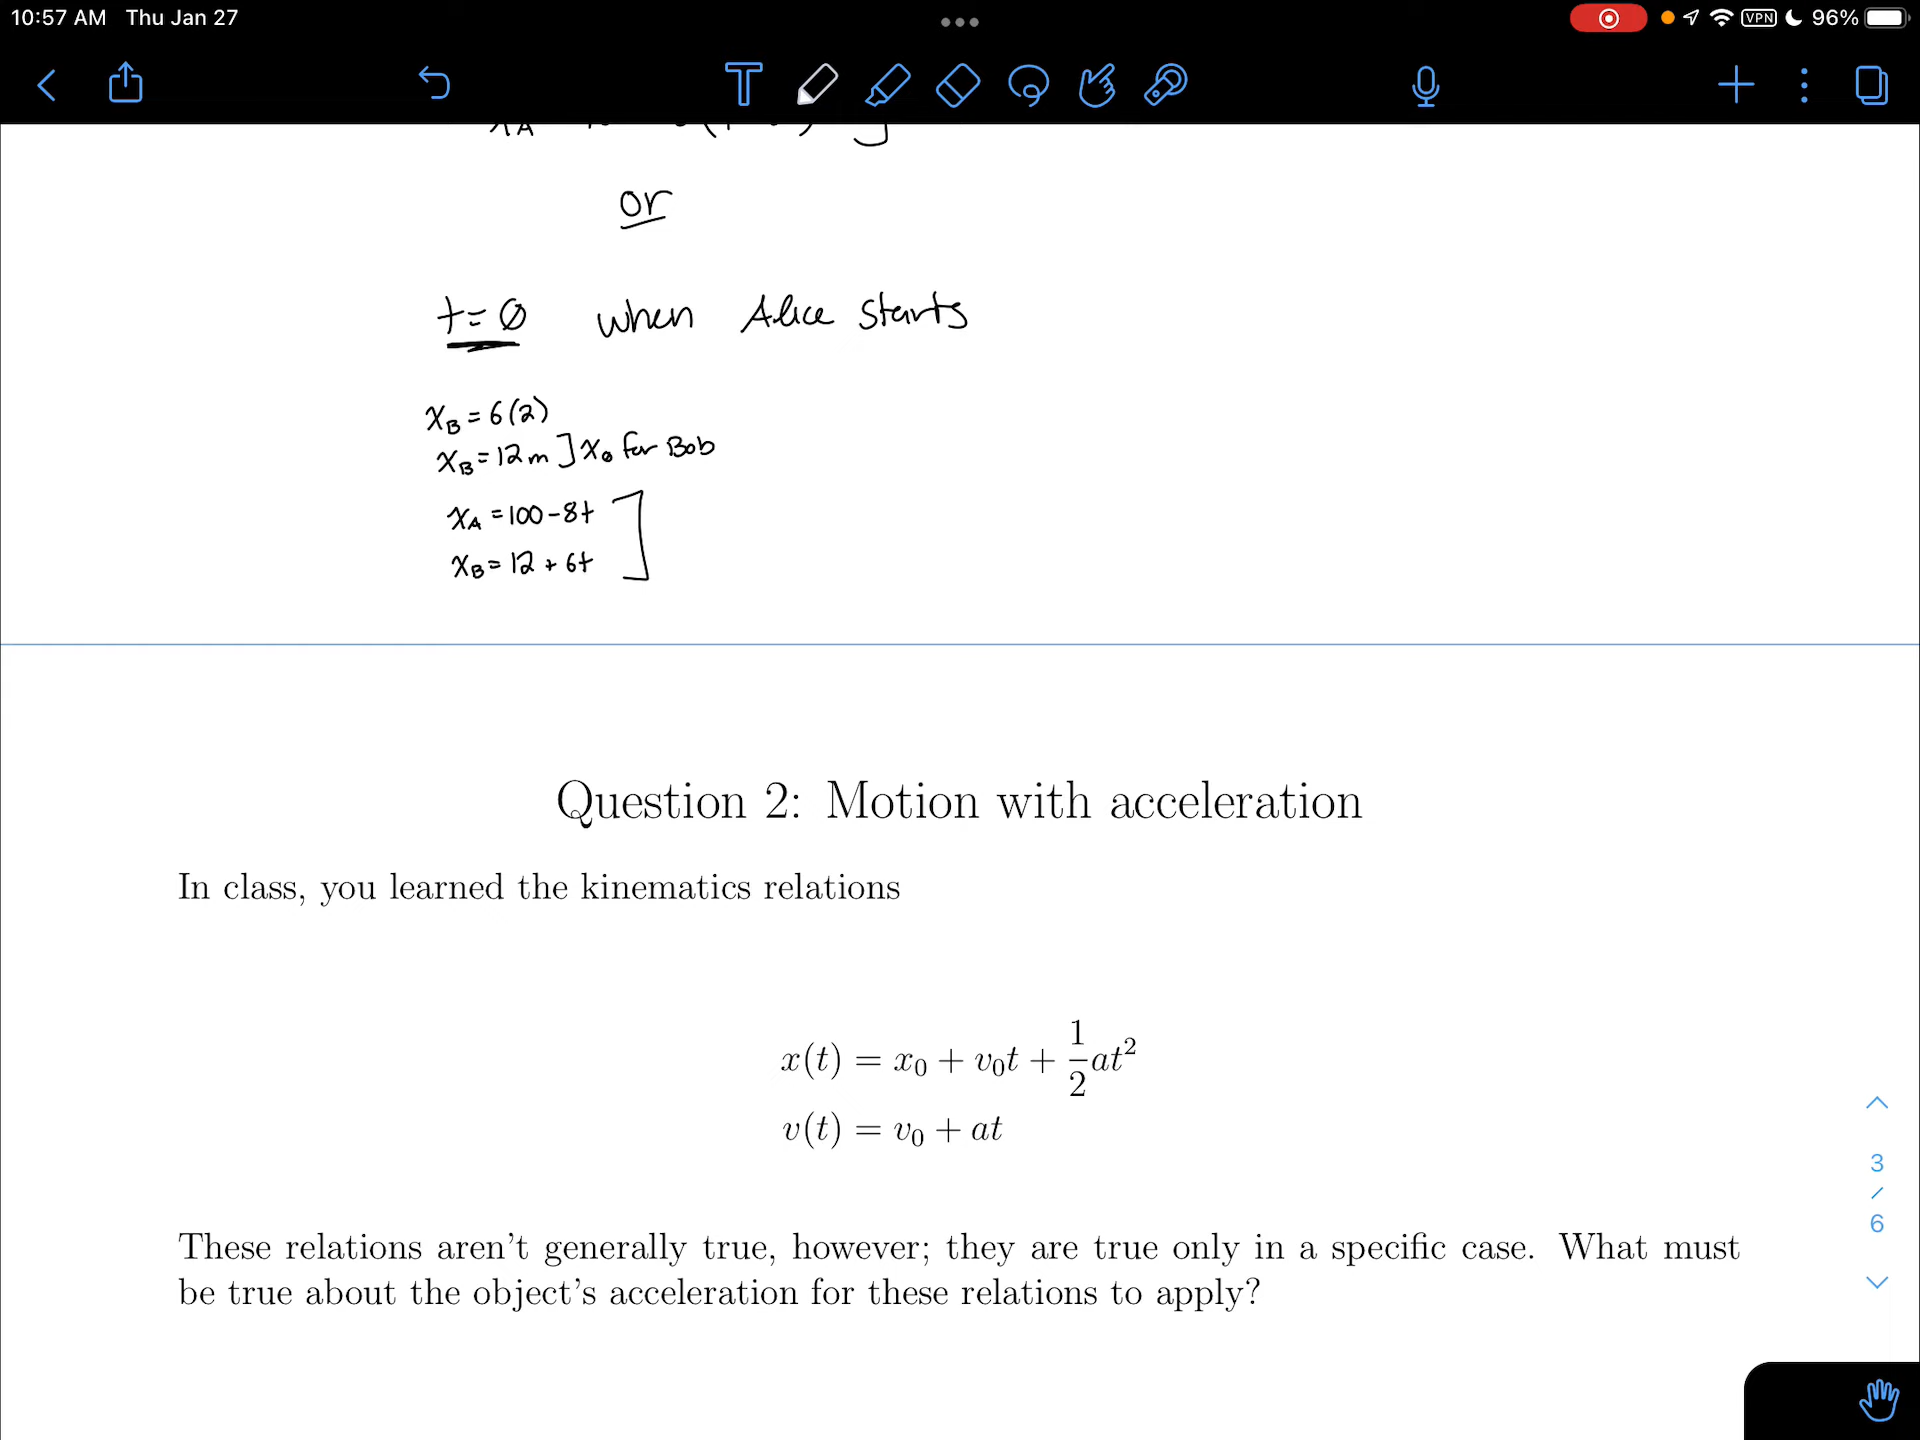 10:57 AM Thu Jan 27
VPN 96%
T
or
t=0 when Alice starts
x_B = 6(2)
x_B = 12m ] x_0 for Bob
x_A = 100-8t
x_B = 12 + 6t
Question 2: Motion with acceleration
In class, you learned the kinematics relations
x(t) = x_0 + v_0t + \frac{1}{2}at^2
v(t) = v_0 + at
These relations aren't generally true, however; they are true only in a specific case. What must
be true about the object's acceleration for these relations to apply?
3
/
6